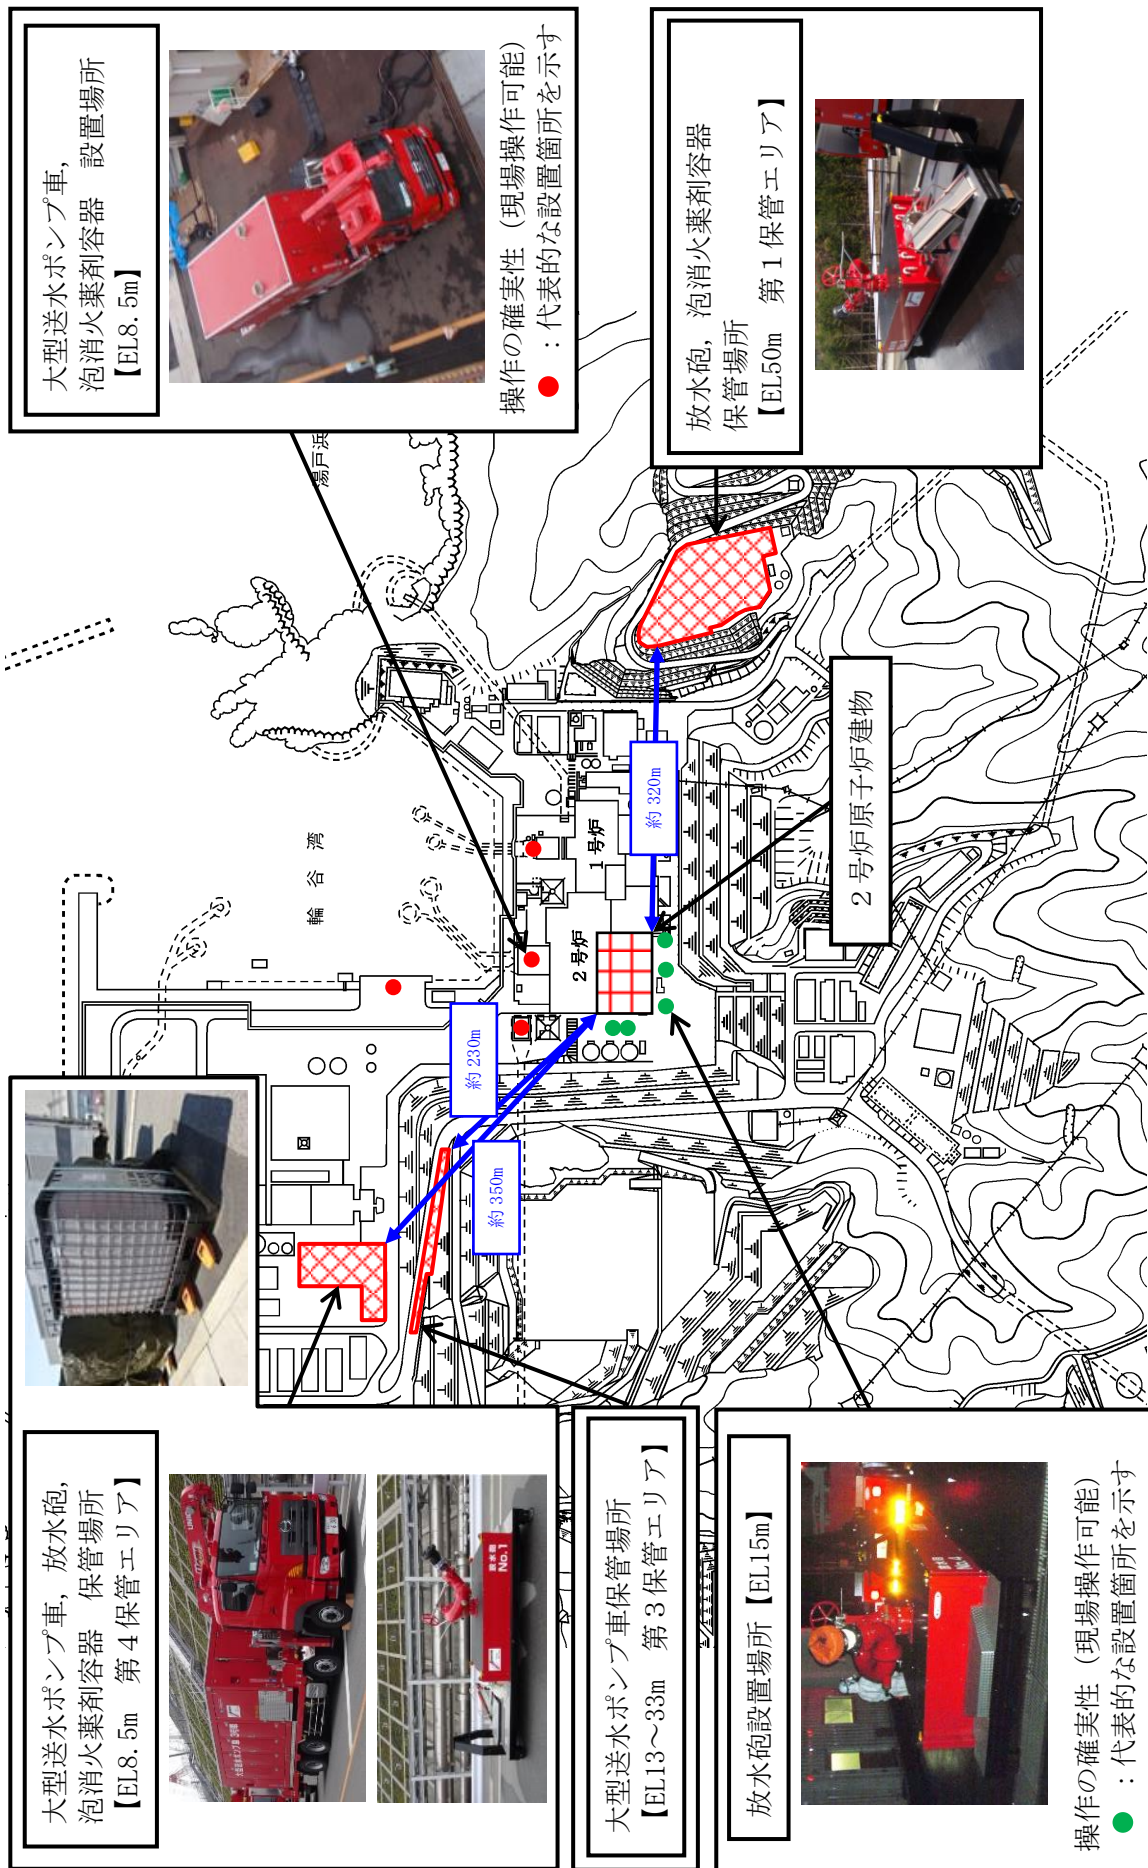 大型送水ポンプ車，放水砲，
泡消火薬剤容器　保管場所
【EL8.5m　第４保管エリア】
大型送水ポンプ車保管場所
【EL13～33m　第３保管エリア】
放水砲設置場所【EL15m】
操作の確実性（現場操作可能）
：代表的な設置箇所を示す
放水砲
No.1
約350m
約230m
輪谷湾
２号炉
１号炉
約320m
２号炉原子炉建物
湯戸浜
大型送水ポンプ車，
泡消火薬剤容器　設置場所
【EL8.5m】
操作の確実性（現場操作可能）
：代表的な設置箇所を示す
放水砲，泡消火薬剤容器
保管場所
【EL50m　第１保管エリア】